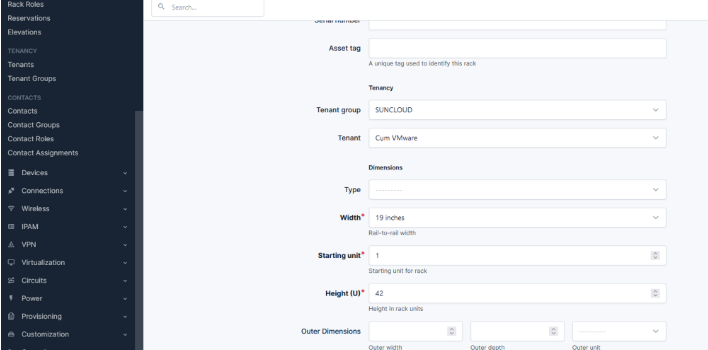 Rack Roles
Reservations
Elevations
TENANCY
Tenants
Tenant Groups
CONTACTS
Contacts
Contact Groups
Contact Roles
Contact Assignments
Devices
Connections
Wireless
IPAM
VPN
Virtualization
Circuits
Power
Provisioning
Customization
Search...
Serial number
Asset tag
A unique tag used to identify this rack
Tenancy
Tenant group SUNCLOUD
Tenant Cum VMware
Dimensions
Type ---------
Width* 19 inches
Rail-to-rail width
Starting unit* 1
Starting unit for rack
Height (U)* 42
Height in rack units
Outer Dimensions ---------
Outer width Outer depth Outer unit